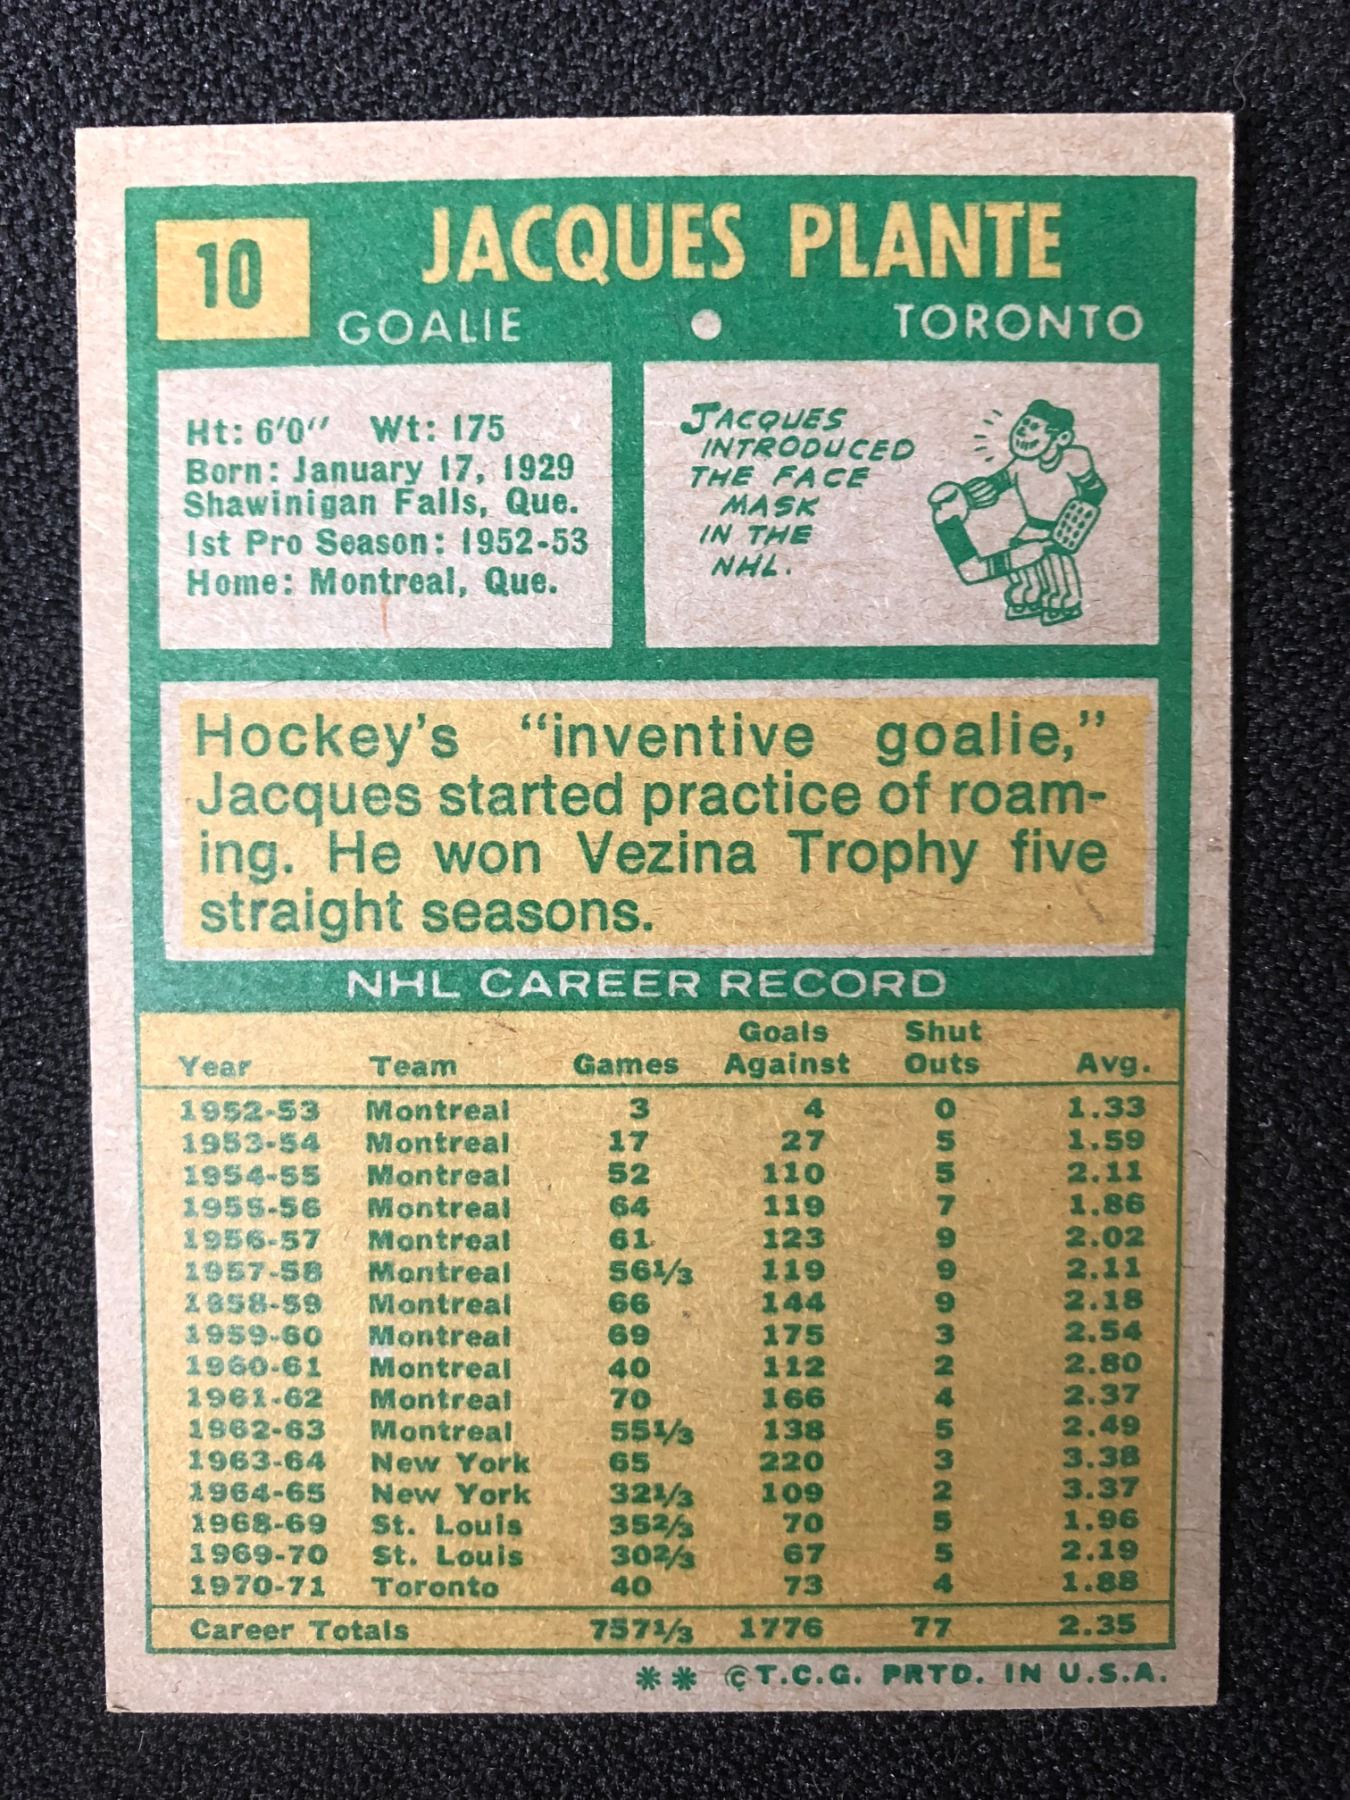 10
JACQUES PLANTE
GOALIE
TORONTO
Ht: 6'0" Wt: 175
Born: January 17, 1929
Shawinigan Falls, Que.
1st Pro Season: 1952-53
Home: Montreal, Que.
JACQUES
INTRODUCED
THE FACE
MASK
IN THE
NHL.
Hockey's "inventive goalie,"
Jacques started practice of roam-
ing. He won Vezina Trophy five
straight seasons.
NHL CAREER RECORD
Year Team Games Goals Against Shut Outs Avg.
1952-53 Montreal 3 4 0 1.33
1953-54 Montreal 17 27 5 1.59
1954-55 Montreal 52 110 5 2.11
1955-56 Montreal 64 119 7 1.86
1956-57 Montreal 61 123 9 2.02
1957-58 Montreal 561/3 119 9 2.11
1958-59 Montreal 66 144 9 2.18
1959-60 Montreal 69 175 3 2.54
1960-61 Montreal 40 112 2 2.80
1961-62 Montreal 70 166 4 2.37
1962-63 Montreal 551/3 138 5 2.49
1963-64 New York 65 220 3 3.38
1964-65 New York 321/3 109 2 3.37
1968-69 St. Louis 352/3 70 5 1.96
1969-70 St. Louis 302/3 67 5 2.19
1970-71 Toronto 40 73 4 1.88
Career Totals 7571/3 1776 77 2.35
** ©T.C.G. PRTD. IN U.S.A.